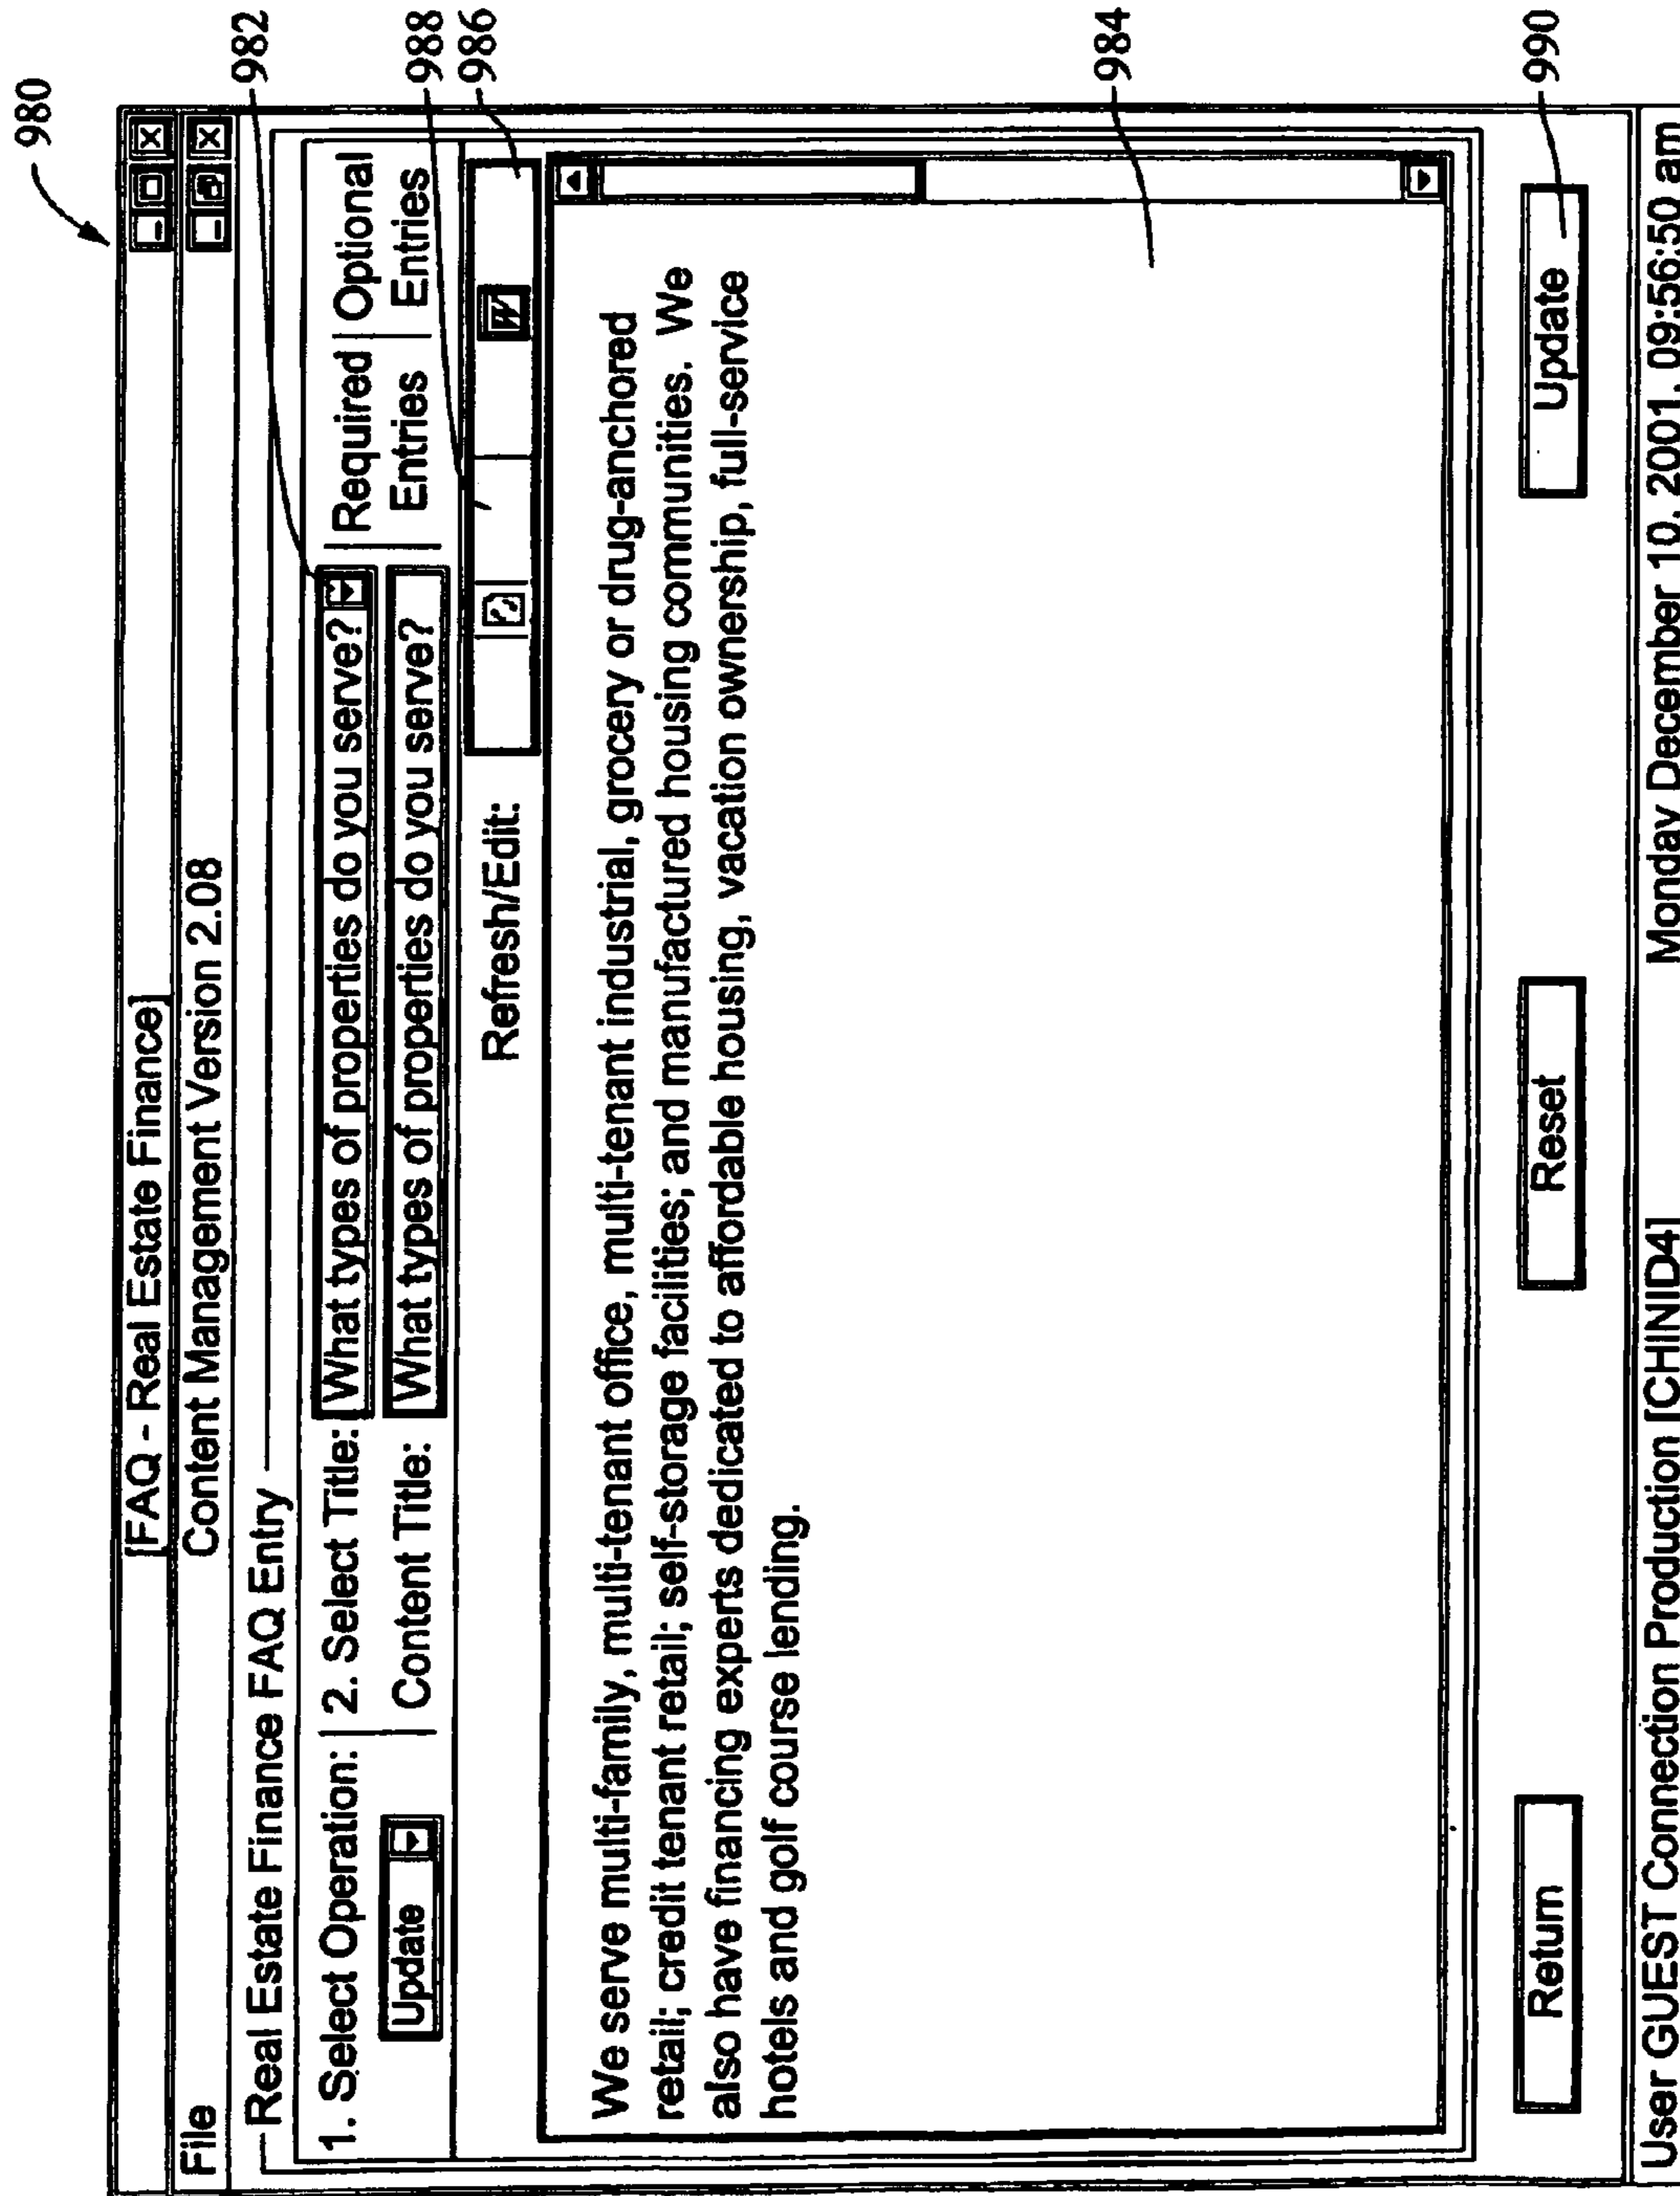 980
[FAQ - Real Estate Finance]
File
Content Management Version 2.08
Real Estate Finance FAQ Entry
982
1. Select Operation:
2. Select Title:
What types of properties do you serve?
Required
Optional
Update
Content Title:
What types of properties do you serve?
Entries
Entries
988
Refresh/Edit:
W
986
We serve multi-family, multi-tenant office, multi-tenant industrial, grocery or drug-anchored
retail; credit tenant retail; self-storage facilities; and manufactured housing communities. We
also have financing experts dedicated to affordable housing, vacation ownership, full-service
hotels and golf course lending.
984
Return
Reset
Update
990
User GUEST Connection Production [CHINID4]
Monday December 10, 2001, 09:56:50 am